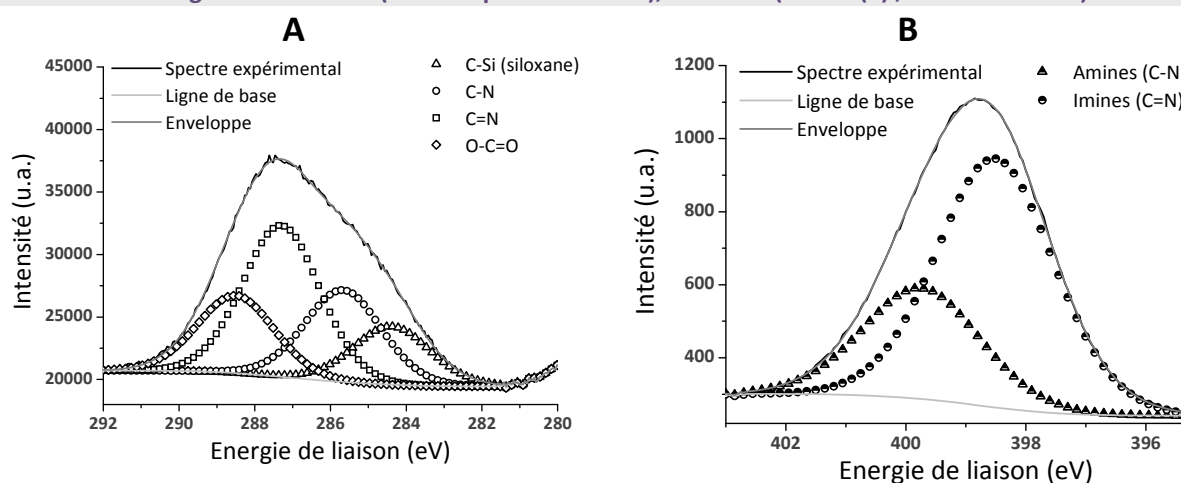 A
45000
40000
35000
30000
25000
20000
Intensité (u.a.)
Spectre expérimental
Ligne de base
Enveloppe
C-Si (siloxane)
C-N
C=N
O-C=O
292 290 288 286 284 282 280
Energie de liaison (eV)
B
1200
1000
800
600
400
Intensité (u.a.)
Spectre expérimental
Ligne de base
Enveloppe
Amines (C-N
Imines (C=N)
402 400 398 396
Energie de liaison (eV)